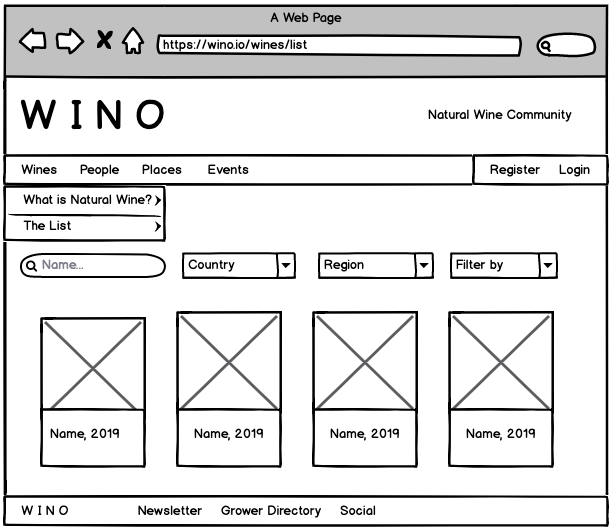 A Web Page
https://wino.io/wines/list
W I N O
Natural Wine Community
Wines People Places Events Register Login
What is Natural Wine?
The List
Name... Country Region Filter by
Name, 2019 Name, 2019 Name, 2019 Name, 2019
W I N O Newsletter Grower Directory Social